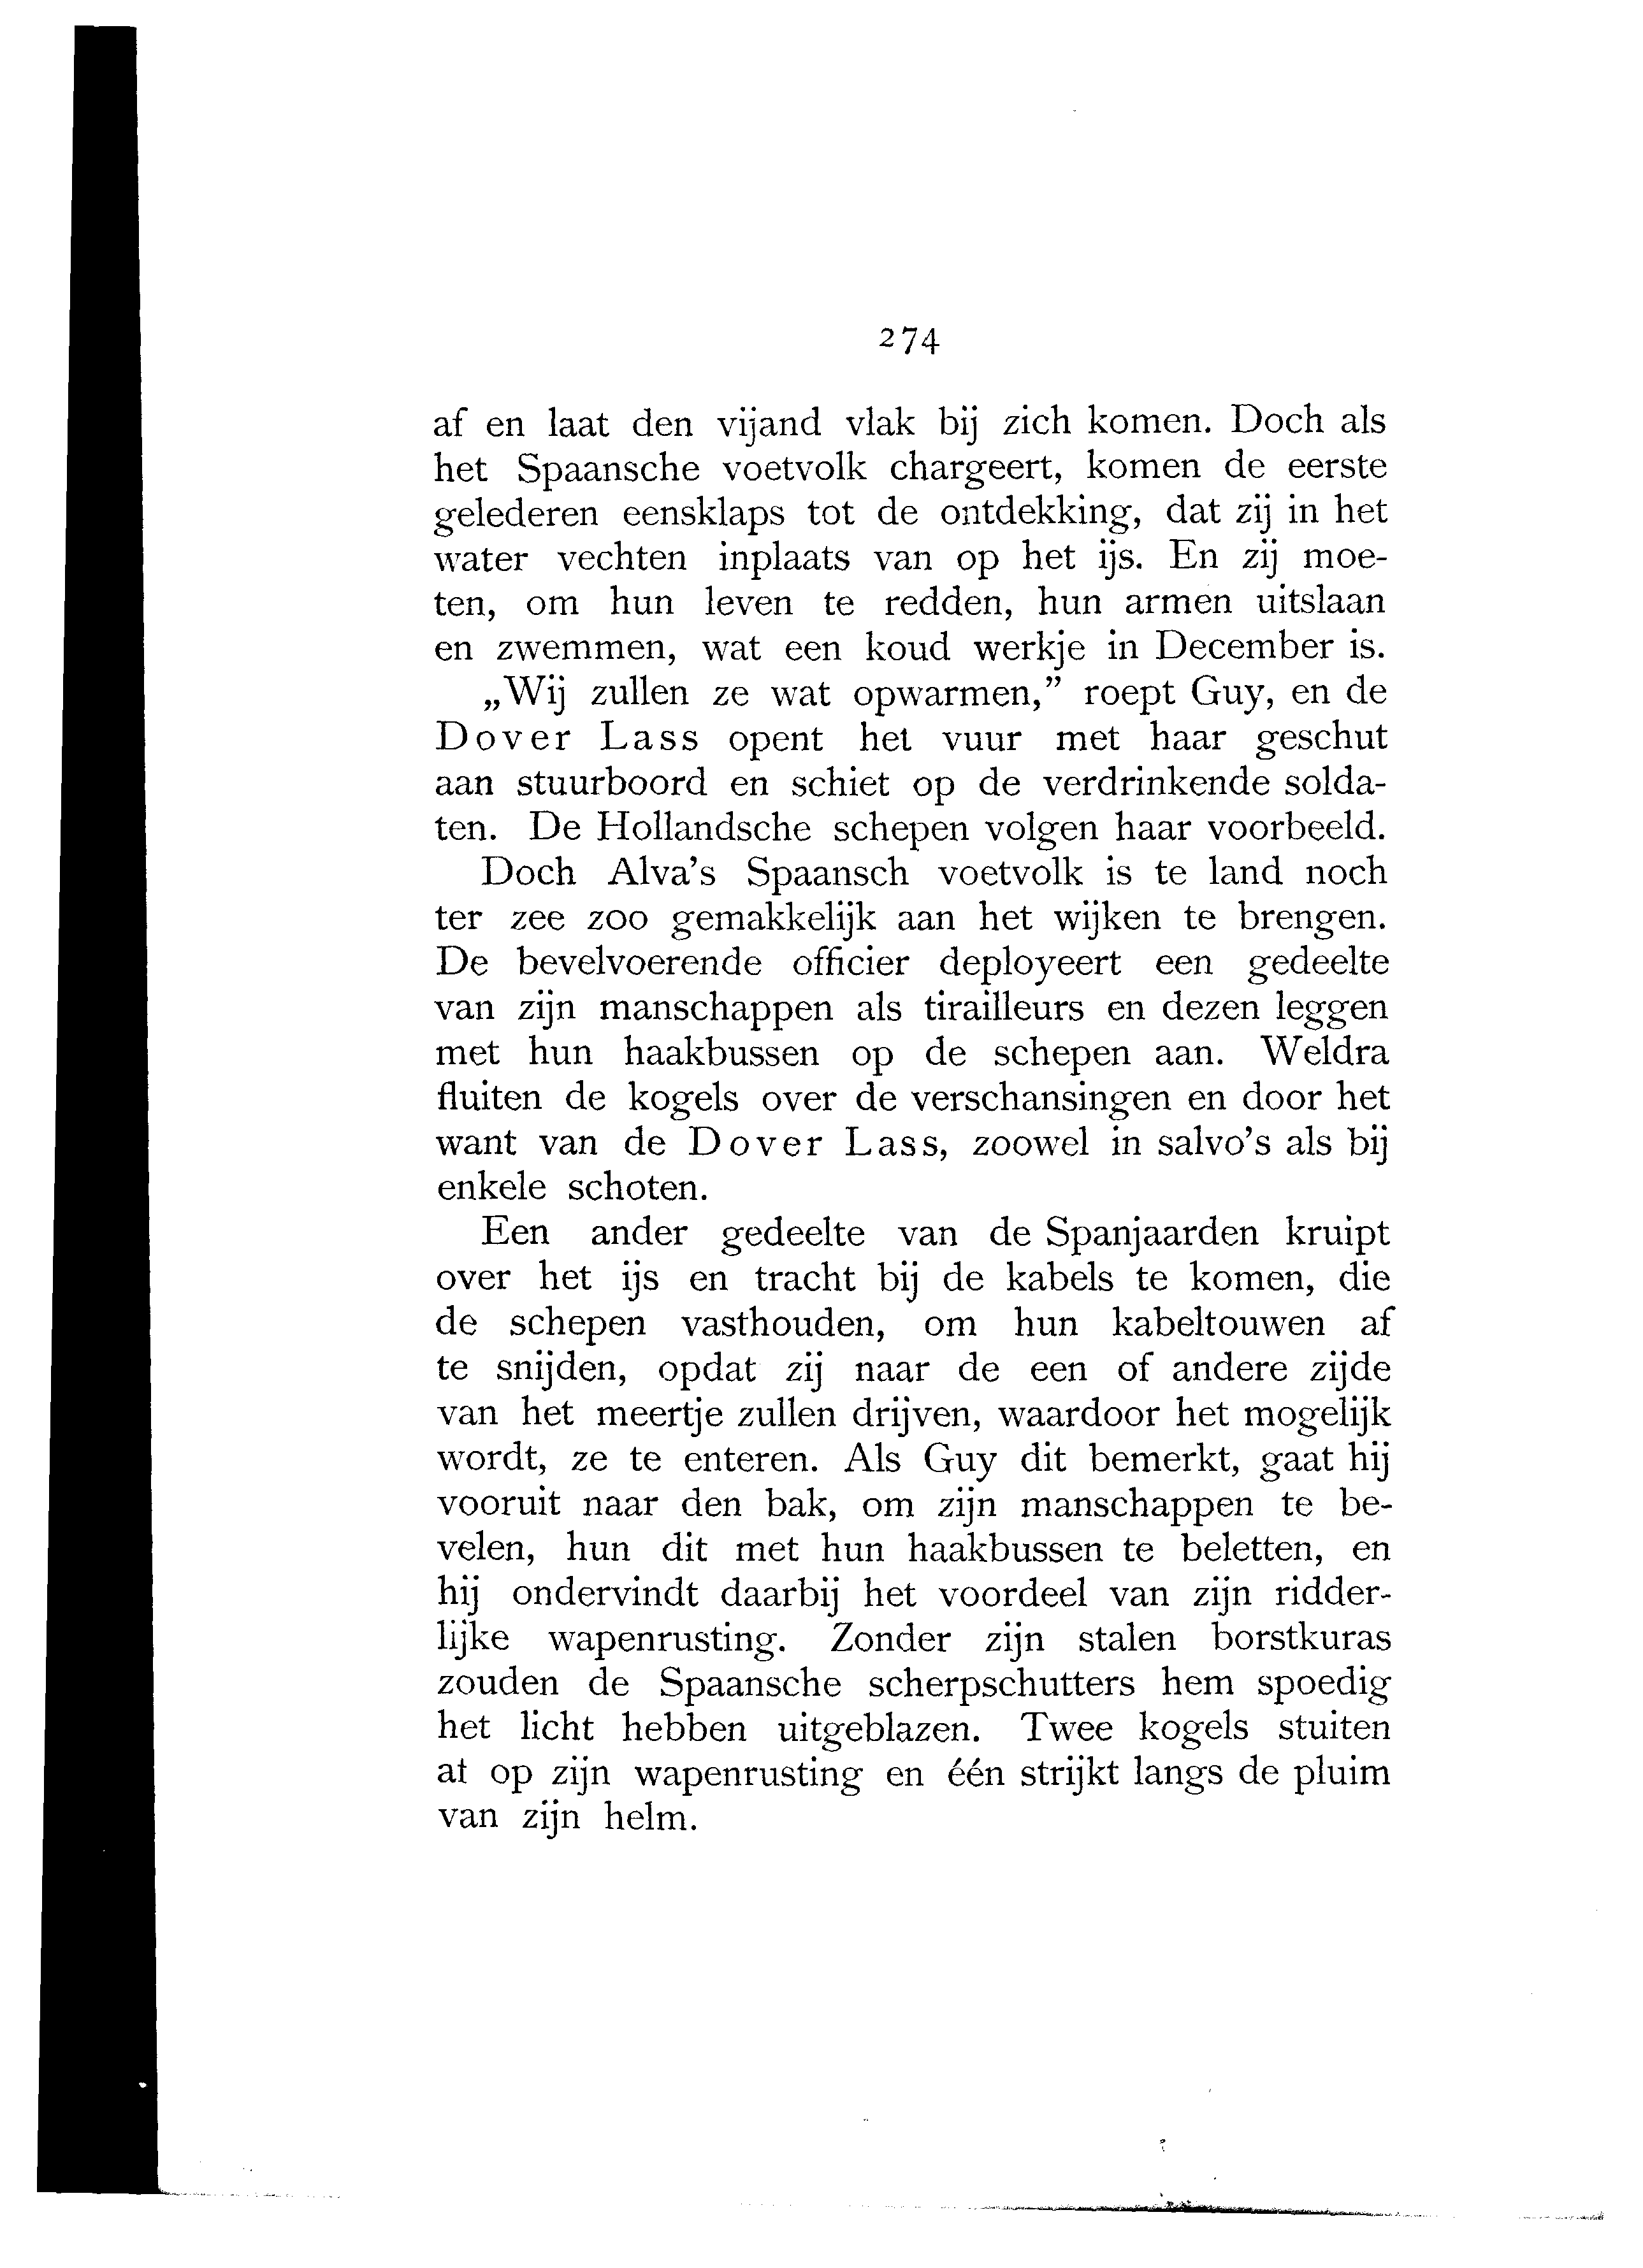 274
af en laat den vijand vlak bij zich komen. Doch als
het Spaansche voetvolk chargeert, komen de eerste
gelederen eensklaps tot de ontdekking, dat zij in het
water vechten inplaats van op het ijs. En zij moe-
ten, om hun leven te redden, hun armen uitslaan
en zwemmen, wat een koud werkje in December is.
„Wij zullen ze wat opwarmen,” roept Guy, en de
Dover Lass opent het vuur met haar geschut
aan stuurboord en schiet op de verdrinkende solda-
ten. De Hollandsche schepen volgen haar voorbeeld.
Doch Alva's Spaansch voetvolk is te land noch
ter zee zoo gemakkelijk aan het wijken te brengen.
De bevelvoerende officier deployeert een gedeelte
van zijn manschappen als tirailleurs en dezen leggen
met hun haakbussen op de schepen aan. Weldra
fluiten de kogels over de verschansingen en door het
want van de Dover Lass, zoowel in salvo's als bij
enkele schoten.
Een ander gedeelte van de Spanjaarden kruipt
over het ijs en tracht bij de kabels te komen, die
de schepen vasthouden, om hun kabeltouwen af
te snijden, opdat zij naar de een of andere zijde
van het meertje zullen drijven, waardoor het mogelijk
wordt, ze te enteren. Als Guy dit bemerkt, gaat hij
vooruit naar den bak, om zijn manschappen te be-
velen, hun dit met hun haakbussen te beletten, en
hij ondervindt daarbij het voordeel van zijn ridder-
lijke wapenrusting. Zonder zijn stalen borstkuras
zouden de Spaansche scherpschutters hem spoedig
het licht hebben uitgeblazen. Twee kogels stuiten
at op zijn wapenrusting en één strijkt langs de pluim
van zijn helm.